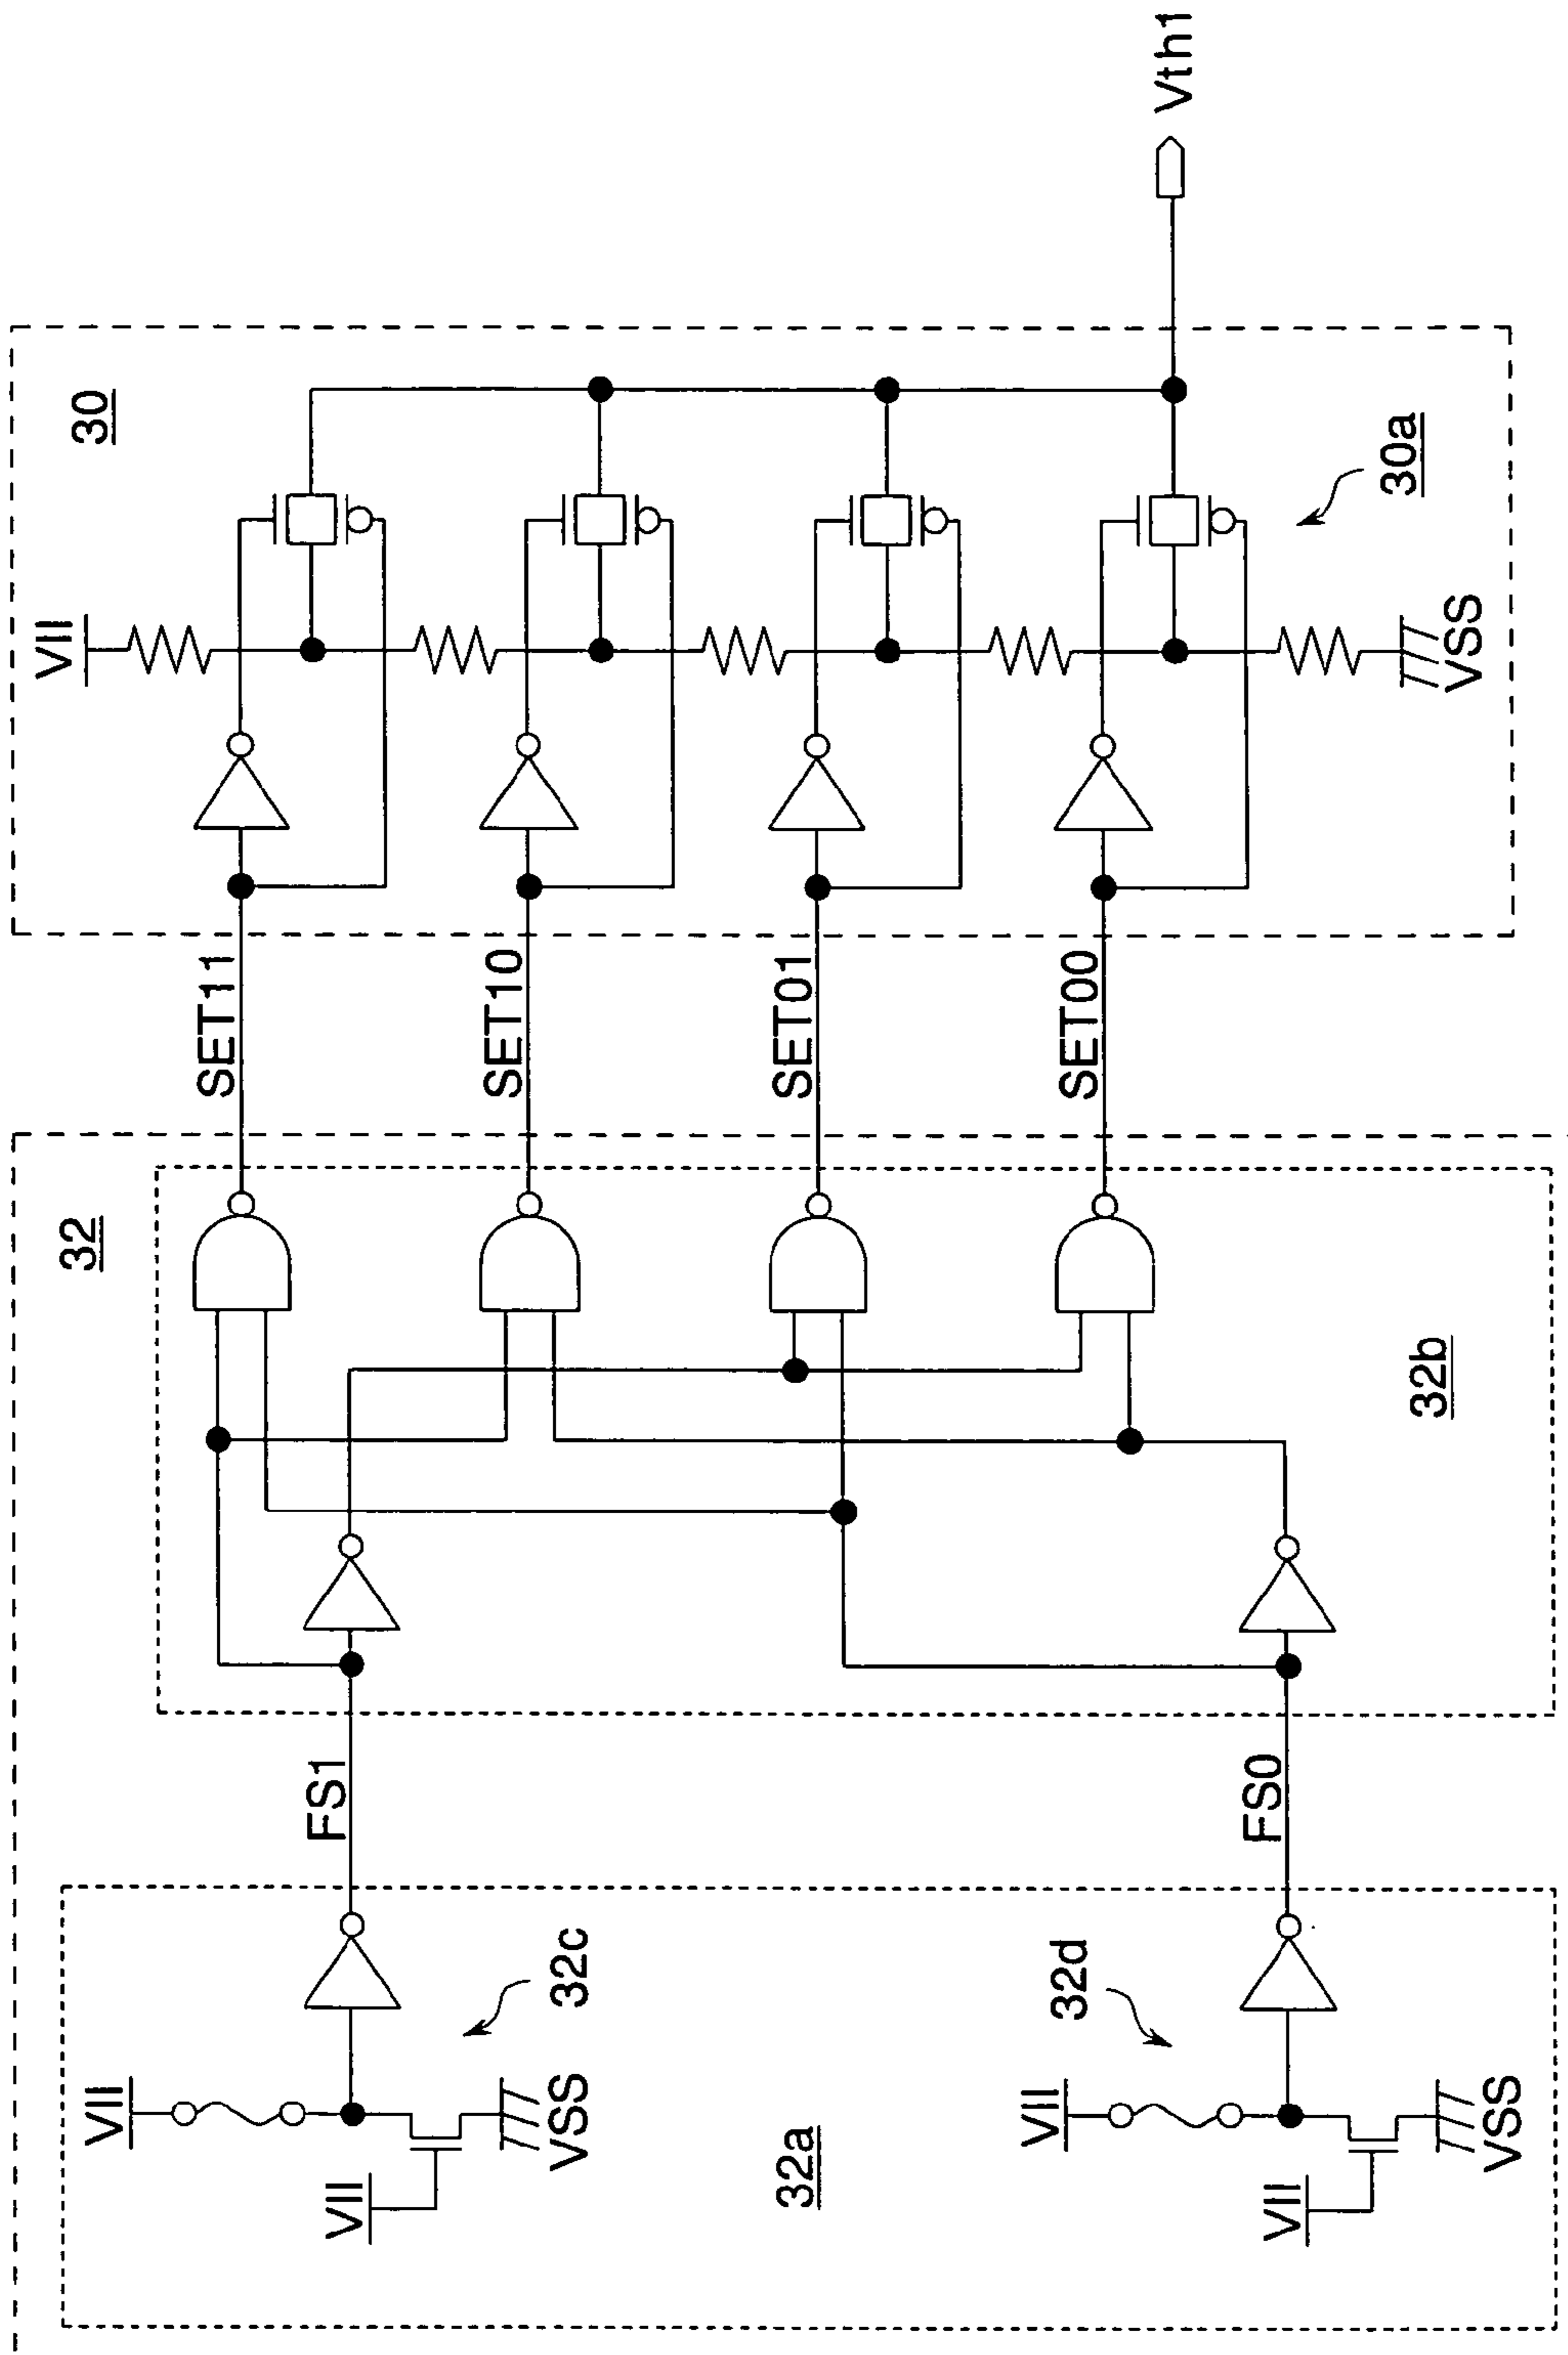 32
30
VII
SET11
VII
FS1
32c
VII
VSS
SET10
Vth1
32a
SET01
VII
32d
FS0
SET00
30a
VII
VSS
32b
VSS